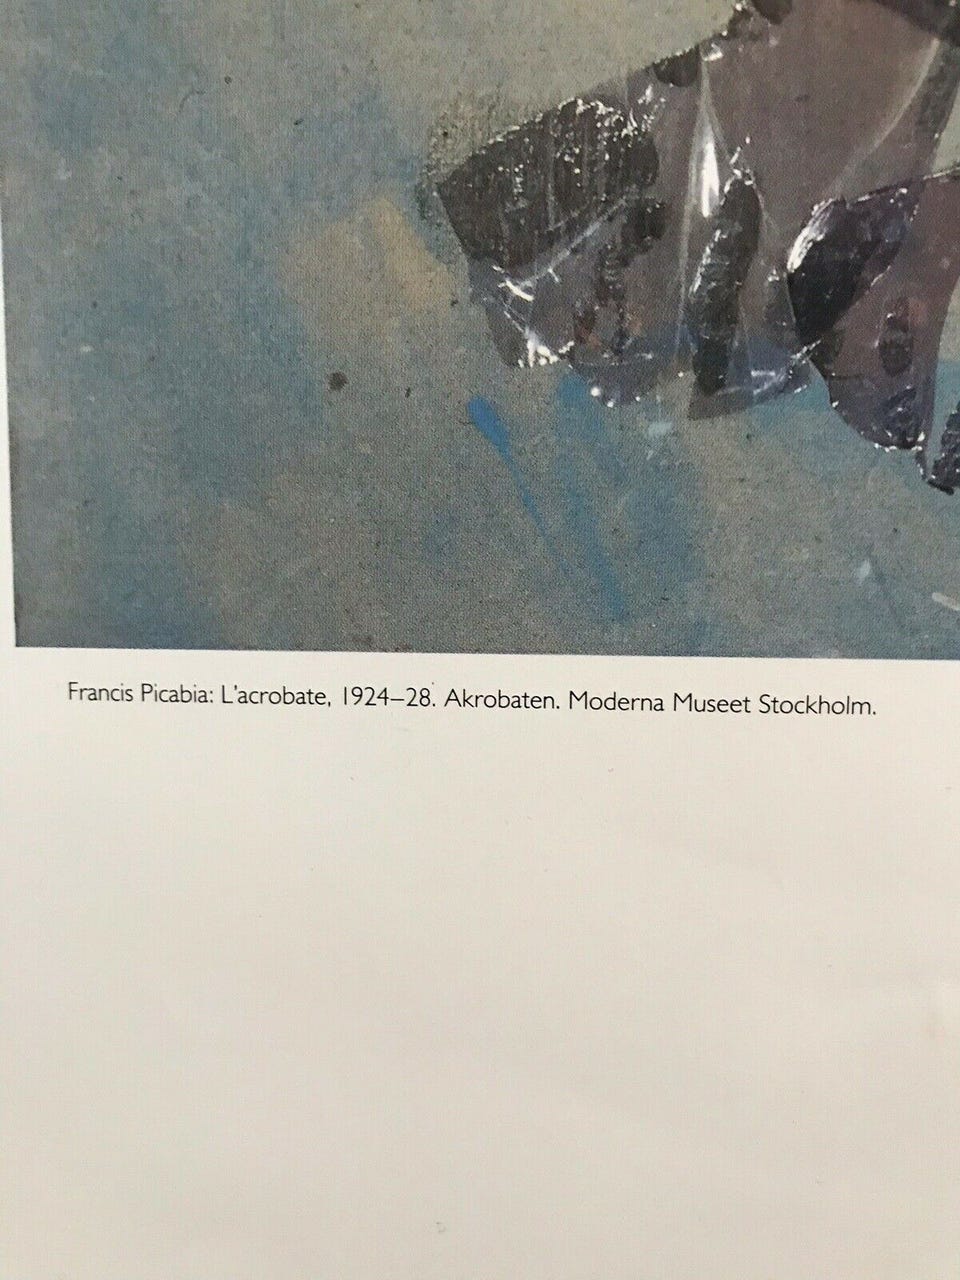 Francis Picabia: L'acrobate, 1924–28. Akrobaten. Moderna Museet Stockholm.